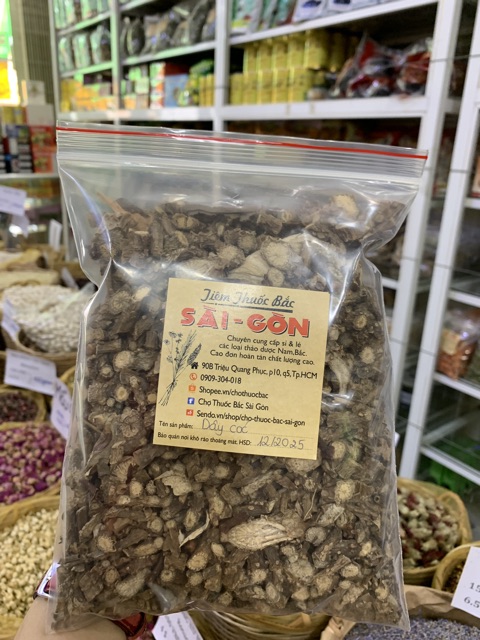 Tiệm Thuốc Bắc
SÀI-GÒN
Chuyên cung cấp sỉ & lẻ
các loại thảo dược Nam,Bắc.
Cao đơn hoàn tán chất lượng cao.
90B Triệu Quang Phục, p10, q5,Tp.HCM
0909-304-018
Shopee.vn/chothuocbac
Chợ Thuốc Bắc Sài Gòn
Sendo.vn/shop/cho-thuoc-bac-sai-gon
Tên sản phẩm: Dây cóc
Bảo quản nơi khô ráo thoáng mát. HSD: 12/2025